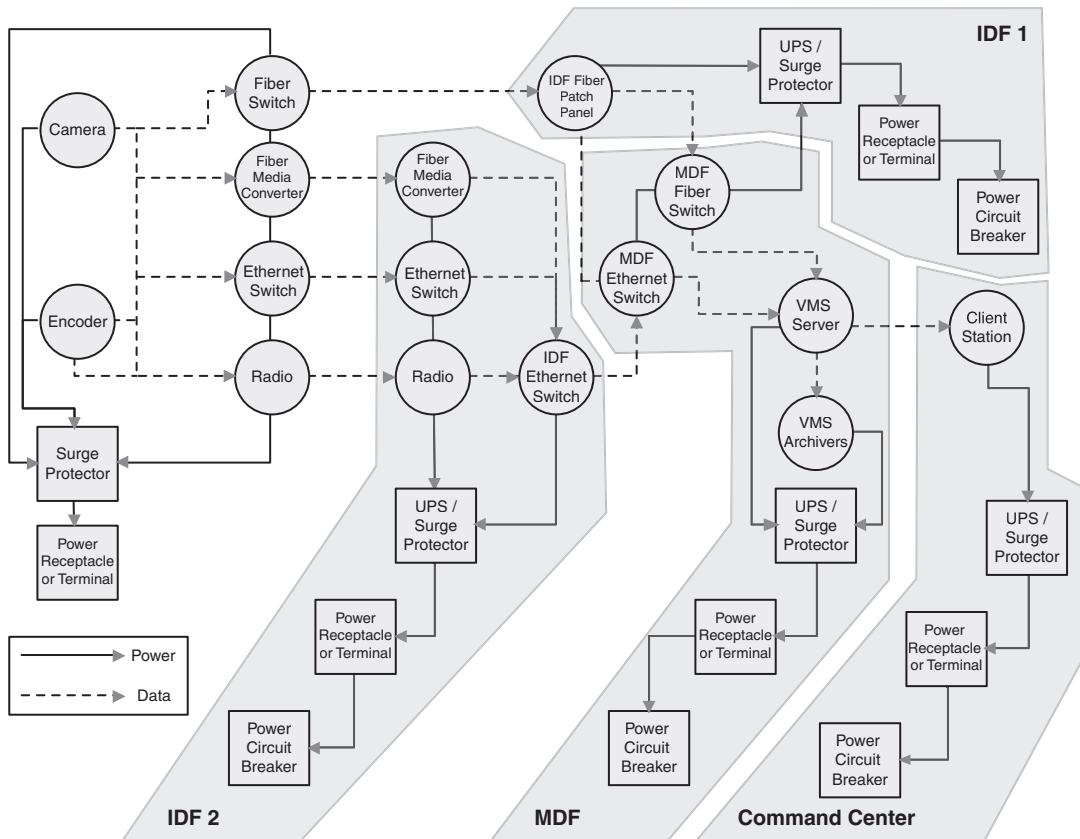 IDF 1
UPS /
Surge
Protector
Fiber
Switch
IDF Fiber
Patch
Panel
Camera
Power
Receptacle
or Terminal
Fiber
Media
Converter
Fiber
Media
Converter
MDF
Fiber
Switch
Power
Circuit
Breaker
Ethernet
Switch
Ethernet
Switch
MDF
Ethernet
Switch
Encoder
VMS
Server
Client
Station
Radio
Radio
IDF
Ethernet
Switch
VMS
Archivers
Surge
Protector
UPS /
Surge
Protector
UPS /
Surge
Protector
UPS /
Surge
Protector
Power
Receptacle
or Terminal
Power
Receptacle
or Terminal
Power
Receptacle
or Terminal
Power
Receptacle
or Terminal
Power
Data
Power
Circuit
Breaker
Power
Circuit
Breaker
Power
Circuit
Breaker
IDF 2
MDF
Command Center